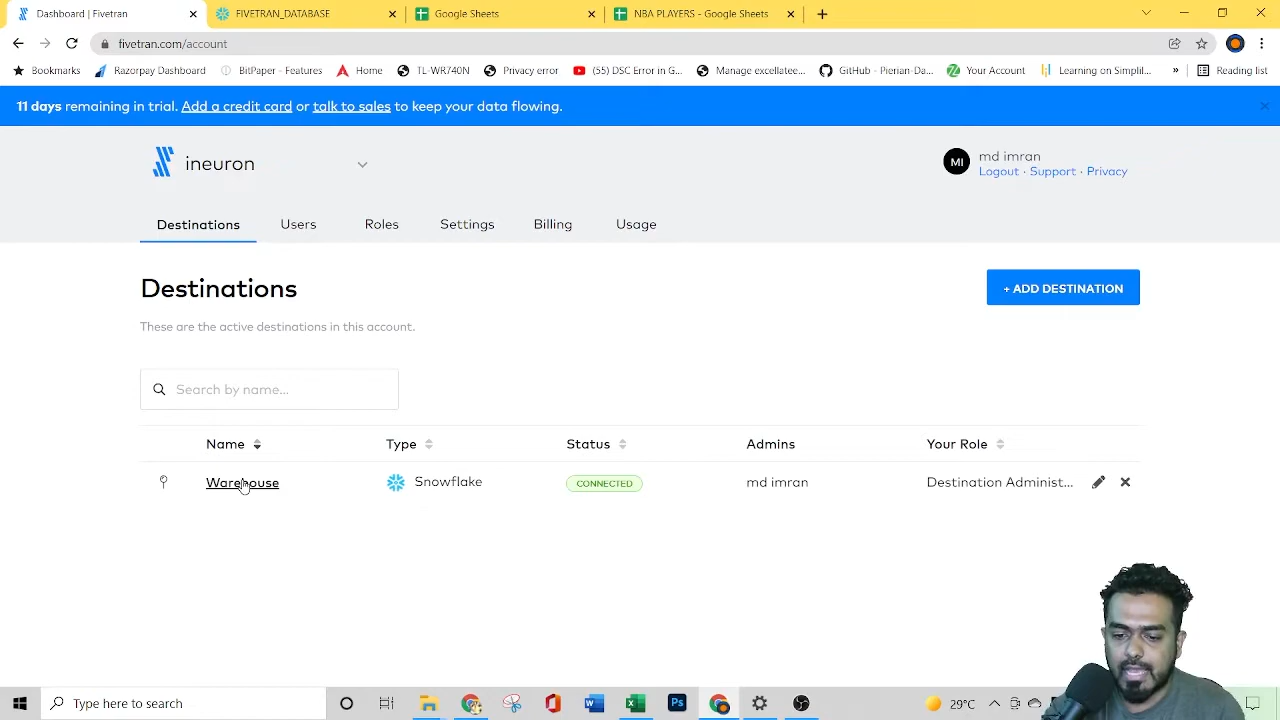 Dashboard | Fivetran
FIVETRAN_DATABASE
Google Sheets
NBA PLAYERS - Google Sheets
fivetran.com/account
Bookmarks
Razorpay Dashboard
BitPaper - Features
Home
TL-WR740N
Privacy error
(55) DSC Error in G...
Manage excellatee...
GitHub - Pierian-Da...
Your Account
Learning on Simplil...
»
Reading list
11 days remaining in trial. Add a credit card or talk to sales to keep your data flowing.
ineuron
MI
md imran
Logout · Support · Privacy
Destinations
Users
Roles
Settings
Billing
Usage
Destinations
+ ADD DESTINATION
These are the active destinations in this account.
Search by name...
Name
Type
Status
Admins
Your Role
Warehouse
Snowflake
CONNECTED
md imran
Destination Administ...
Type here to search
29°C